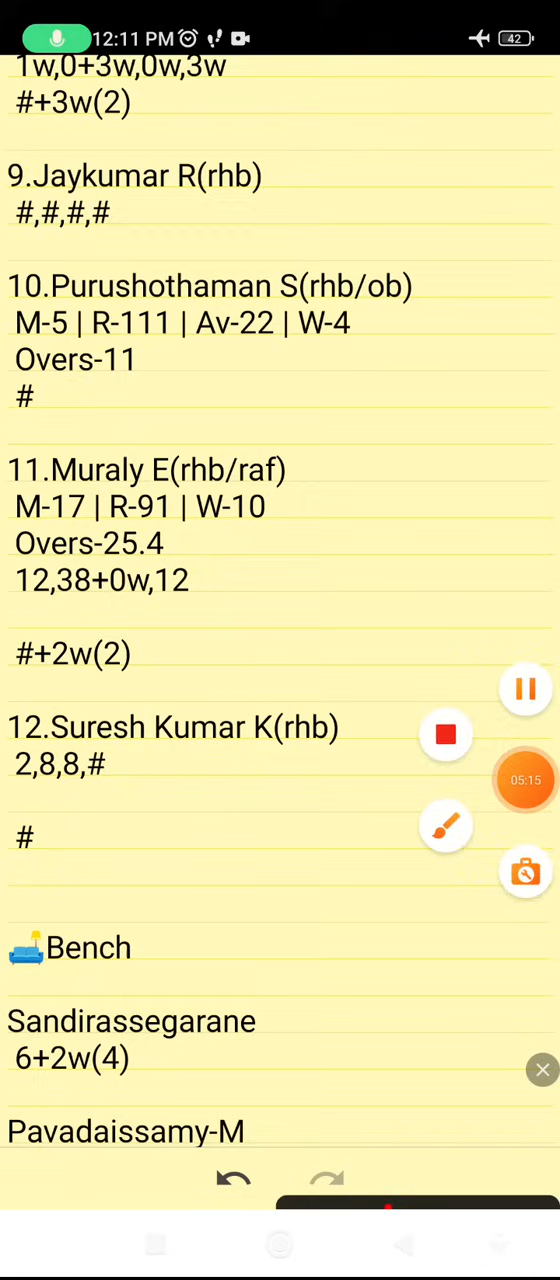 12:11 PM
42
1w,0+3w,0w,3w
#+3w(2)
9.Jaykumar R(rhb)
#,#,#,#
10.Purushothaman S(rhb/ob)
M-5 | R-111 | Av-22 | W-4
Overs-11
#
11.Muraly E(rhb/raf)
M-17 | R-91 | W-10
Overs-25.4
12,38+0w,12
#+2w(2)
12.Suresh Kumar K(rhb)
2,8,8,#
05:15
#
Bench
Sandirassegarane
6+2w(4)
Pavadaissamy-M